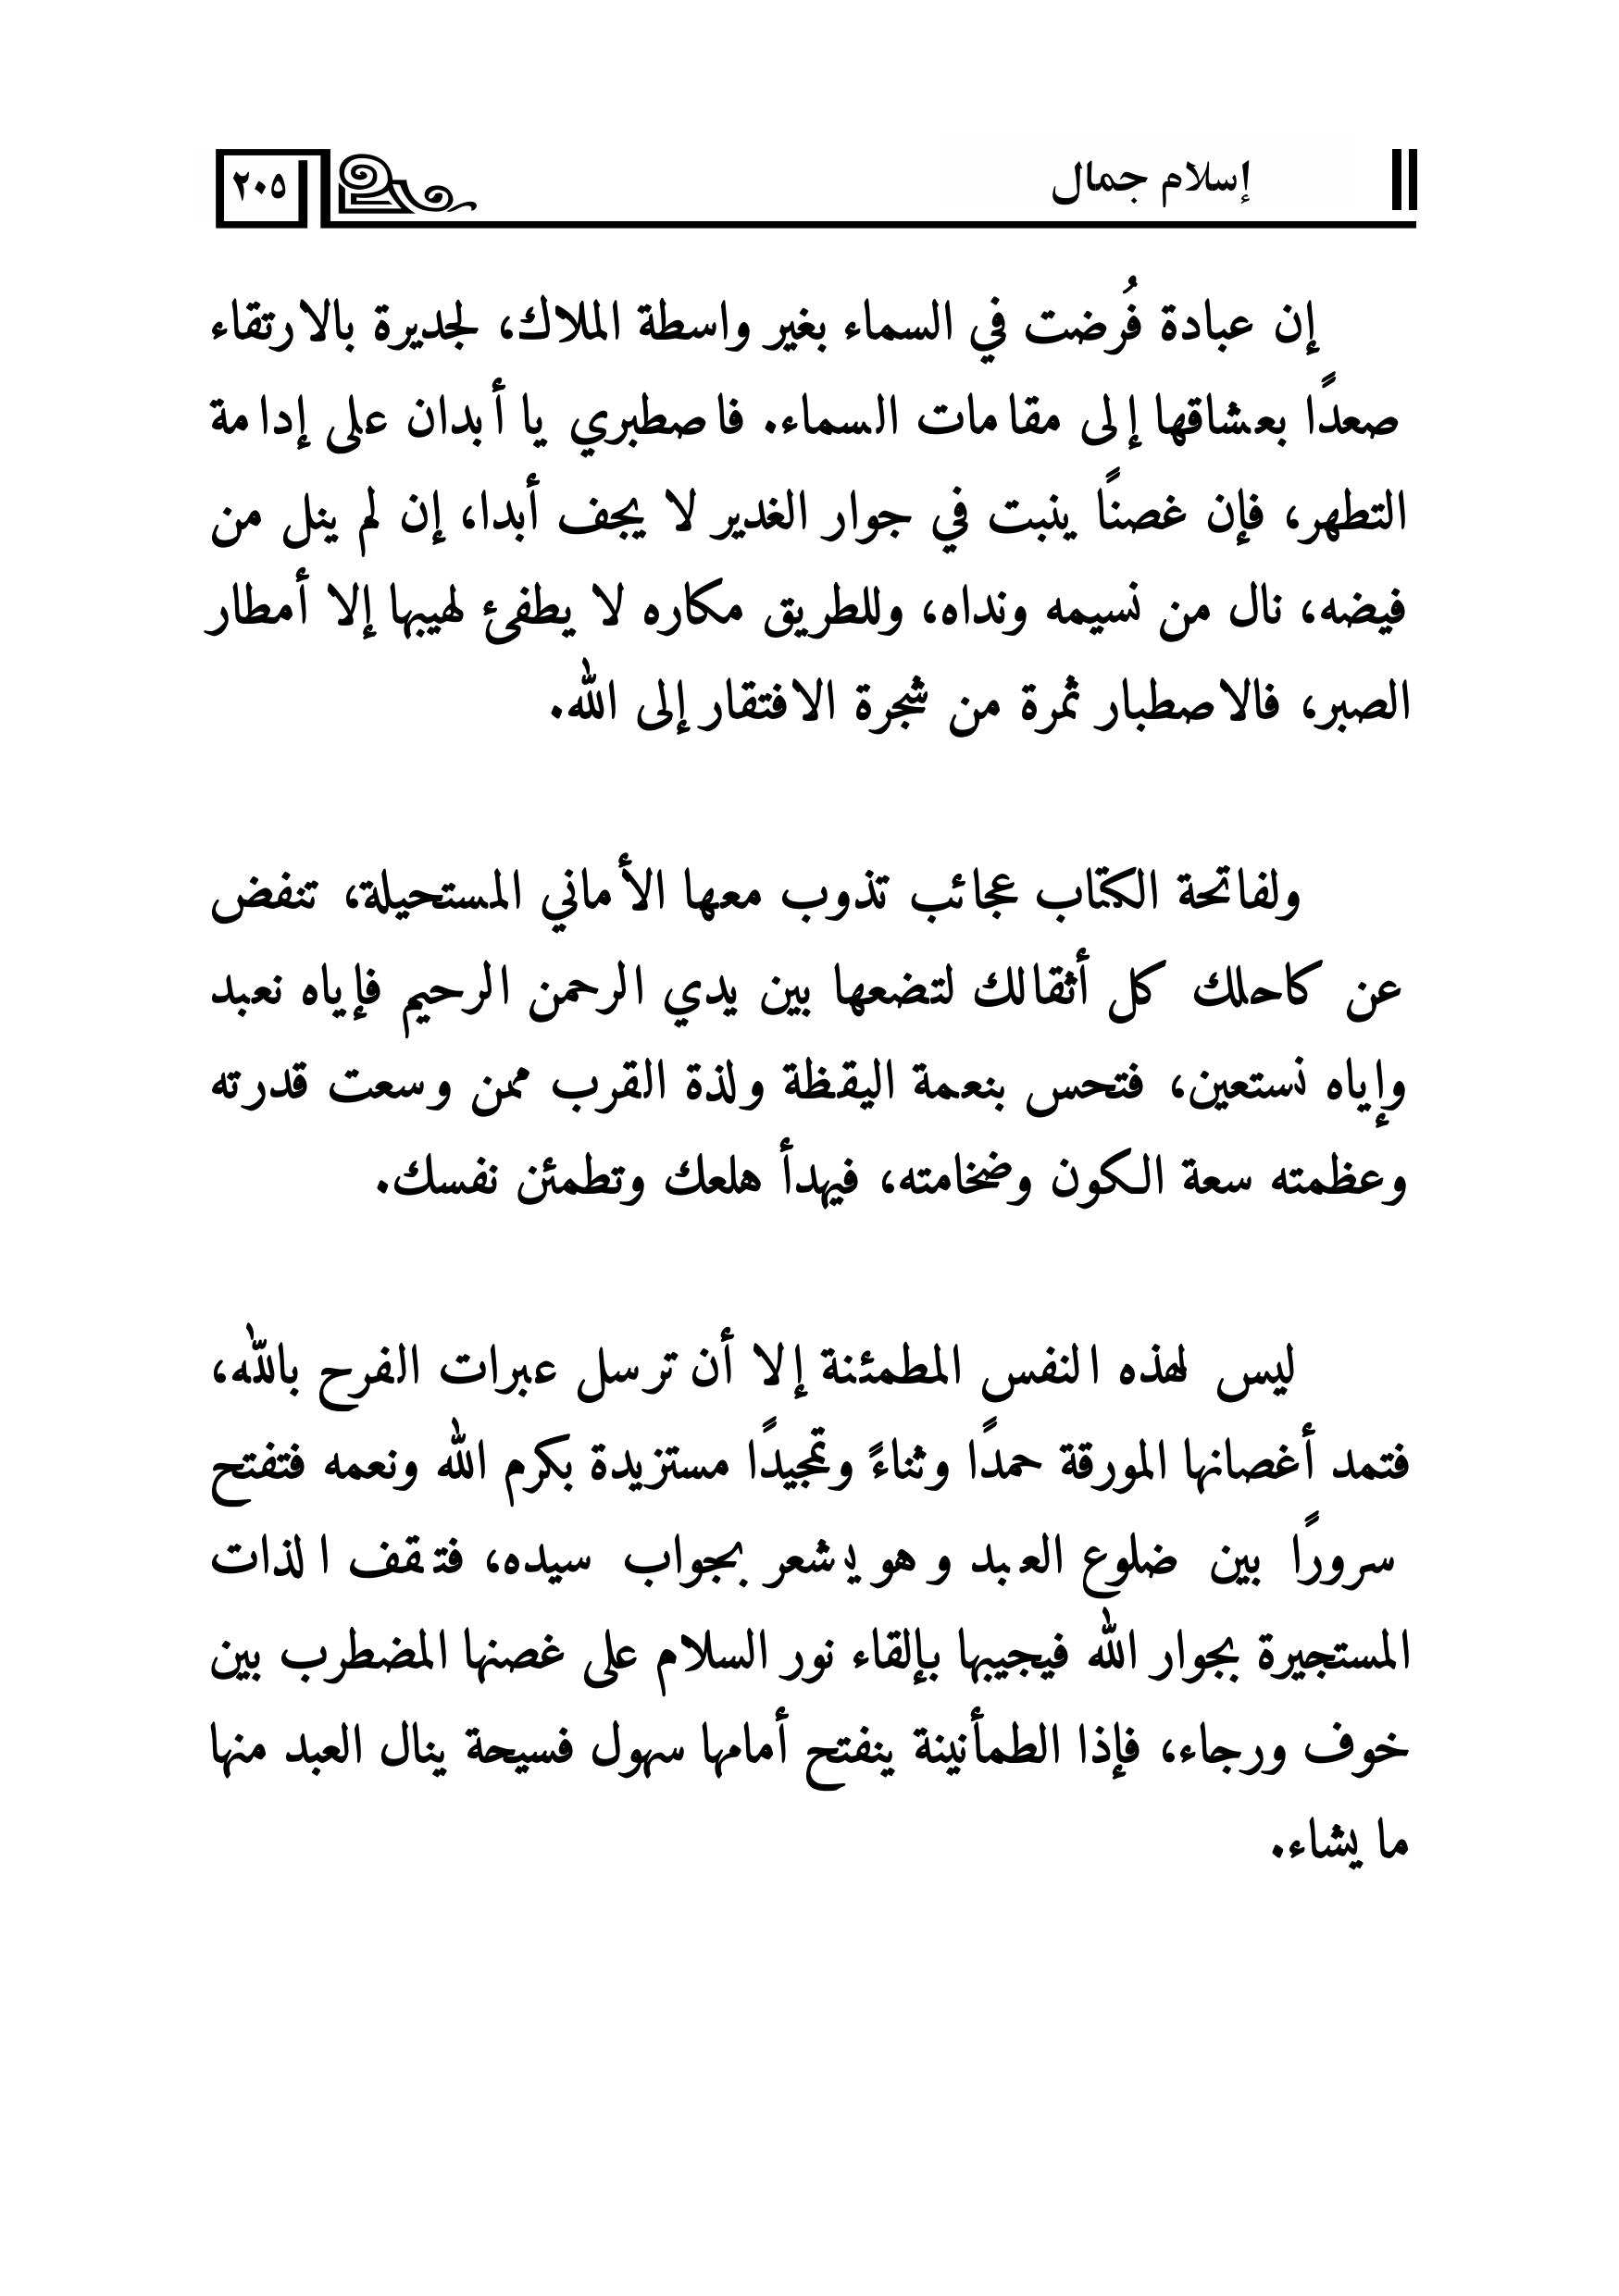 إسلام جمال
٢٠٥
إن عبادة فُرضت في السماء بغير واسطة الملاك، لجديرة بالارتقاء
صعدًا بعشاقها إلى مقامات السماء. فاصطبري يا أبدان على إدامة
التطهر، فإن غصنًا ينبت في جوار الغدير لا يجف أبدا، إن لم ينل من
فيضه، نال من نسيمه ونداه، وللطريق مكاره لا يطفئ لهيبها إلا أمطار
الصبر، فالاصطبار ثمرة من شجرة الافتقار إلى الله.
ولفاتحة الكتاب عجائب تذوب معها الأماني المستحيلة، تنفض
عن كاحلك كل أثقالك لتضعها بين يدي الرحمن الرحيم فإياه نعبد
وإياه نستعين، فتحس بنعمة اليقظة ولذة القرب ممن وسعت قدرته
وعظمته سعة الكون وضخامته، فيهدأ هلعك وتطمئن نفسك.
ليس لهذه النفس المطمئنة إلا أن ترسل عبرات الفرح بالله،
فتمد أغصانها المورقة حمدًا وثناءً وتمجيدًا مستزيدة بكرم الله ونعمه فتفتح
سرورًا بين ضلوع العبد وهو يشعر بجواب سيده، فتقف الذات
المستجيرة بجوار الله فيجيبها بإلقاء نور السلام على غصنها المضطرب بين
خوف ورجاء، فإذا الطمأنينة ينفتح أمامها سهول فسيحة ينال العبد منها
ما يشاء.